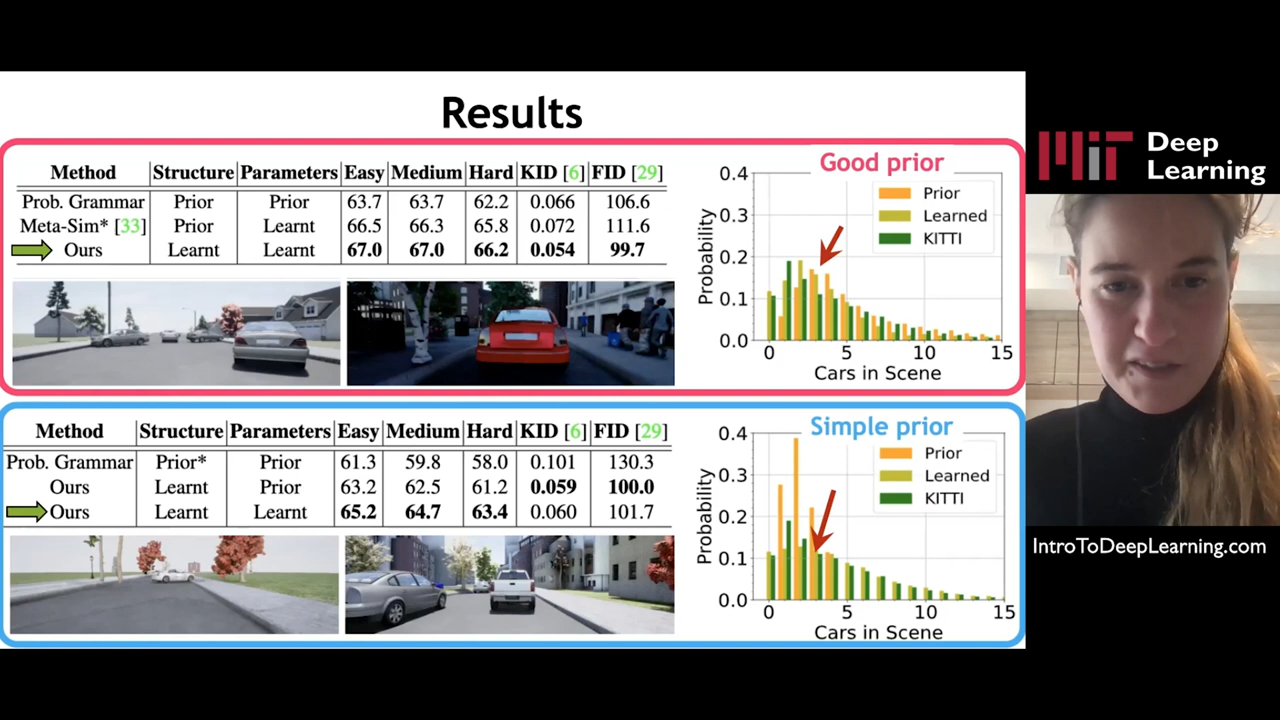 Results
Method Structure Parameters Easy Medium Hard KID [6] FID [29]
Prob. Grammar Prior Prior 63.7 63.7 62.2 0.066 106.6
Meta-Sim* [33] Prior Learnt 66.5 66.3 65.8 0.072 111.6
Ours Learnt Learnt 67.0 67.0 66.2 0.054 99.7
Good prior
Probability
0.4
0.3
0.2
0.1
0.0
Prior
Learned
KITTI
0 5 10 15
Cars in Scene
Method Structure Parameters Easy Medium Hard KID [6] FID [29]
Prob. Grammar Prior* Prior 61.3 59.8 58.0 0.101 130.3
Ours Learnt Prior 63.2 62.5 61.2 0.059 100.0
Ours Learnt Learnt 65.2 64.7 63.4 0.060 101.7
Simple prior
Probability
0.4
0.3
0.2
0.1
0.0
Prior
Learned
KITTI
0 5 10 15
Cars in Scene
MIT Deep
Learning
IntroToDeepLearning.com